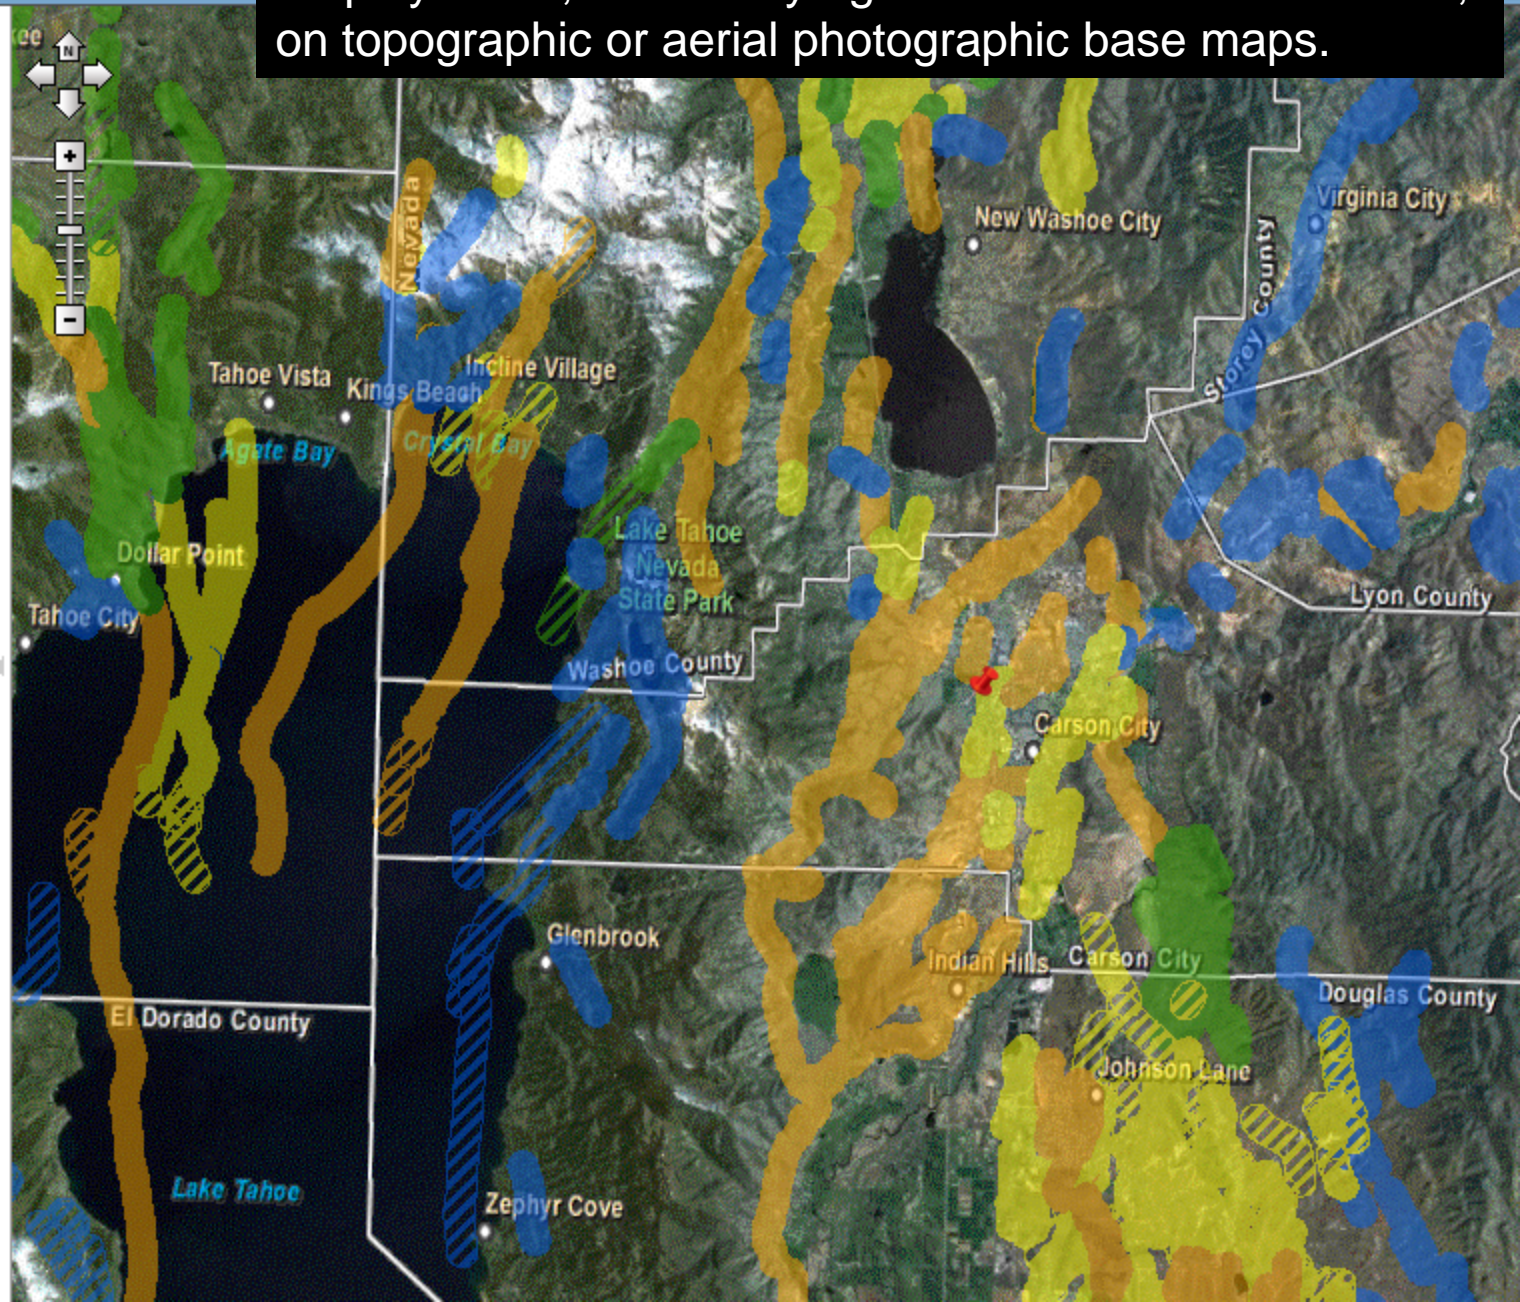 on topographic or aerial photographic base maps.
N
+
−
Nevada
New Washoe City
Virginia City
Storey County
Tahoe Vista
Kings Beach
Incline Village
Agate Bay
Crystal Bay
Dollar Point
Lake Tahoe
Nevada
State Park
Tahoe City
Lyon County
Washoe County
Carson City
Glenbrook
Indian Hills
Carson City
Douglas County
El Dorado County
Johnson Lane
Lake Tahoe
Zephyr Cove